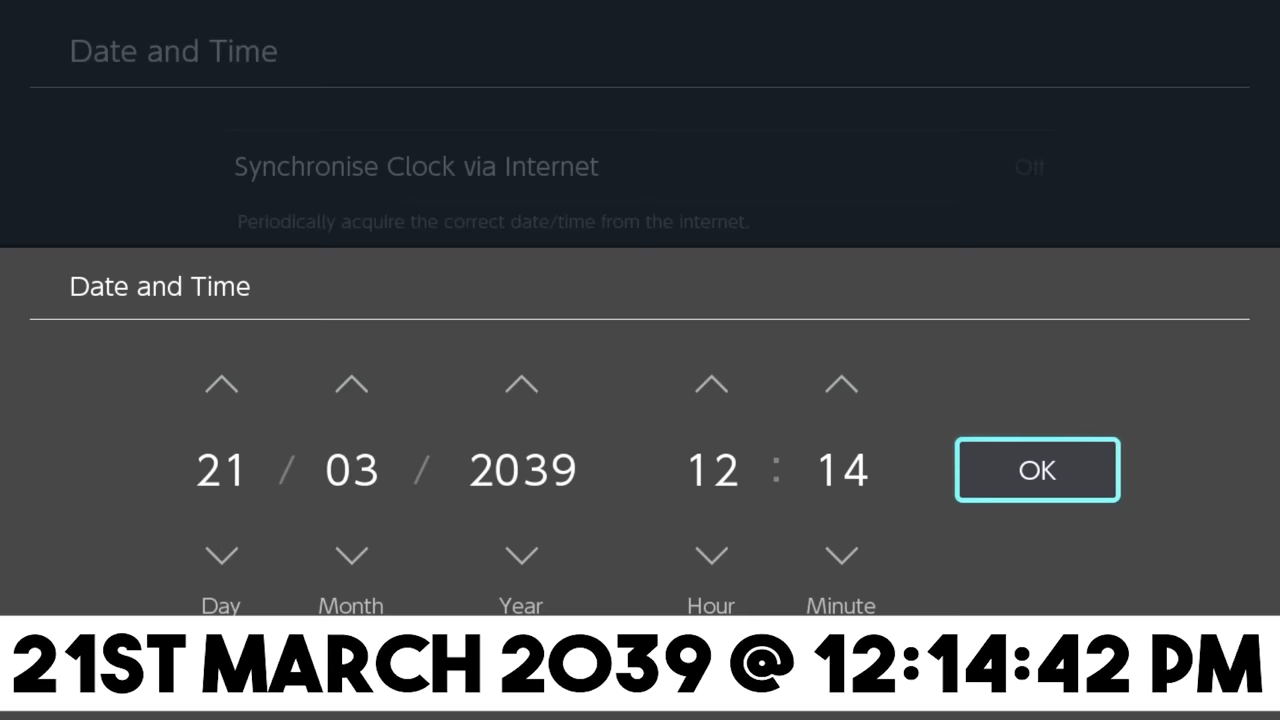 Date and Time
Synchronise Clock via Internet Off
Periodically acquire the correct date/time from the internet.
Date and Time
21 / 03 / 2039 12 : 14 OK
Day Month Year Hour Minute
21ST MARCH 2039 @ 12:14:42 PM